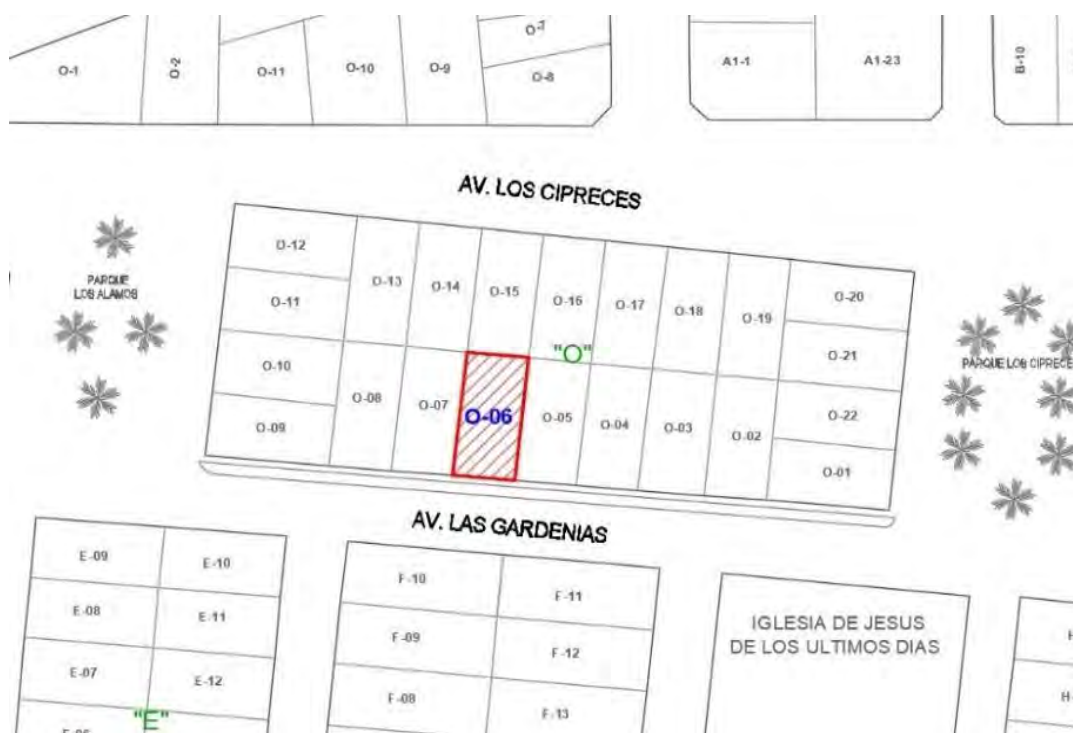 O-1
O-2
O-11
O-10
O-9
O-7
O-8
A1-1
A1-23
B-10
AV. LOS CIPRECES
PARQUE
LOS ALAMOS
O-12
O-11
O-10
O-09
O-13
O-14
O-15
O-16
O-17
O-18
O-19
O-20
O-21
O-22
O-01
"O"
O-08
O-07
O-06
O-05
O-04
O-03
O-02
PARQUE LOS CIPRECE
AV. LAS GARDENIAS
E-09
E-10
E-08
E-11
E-07
E-12
"E"
F-10
F-11
F-09
F-12
F-08
F-13
IGLESIA DE JESUS
DE LOS ULTIMOS DIAS